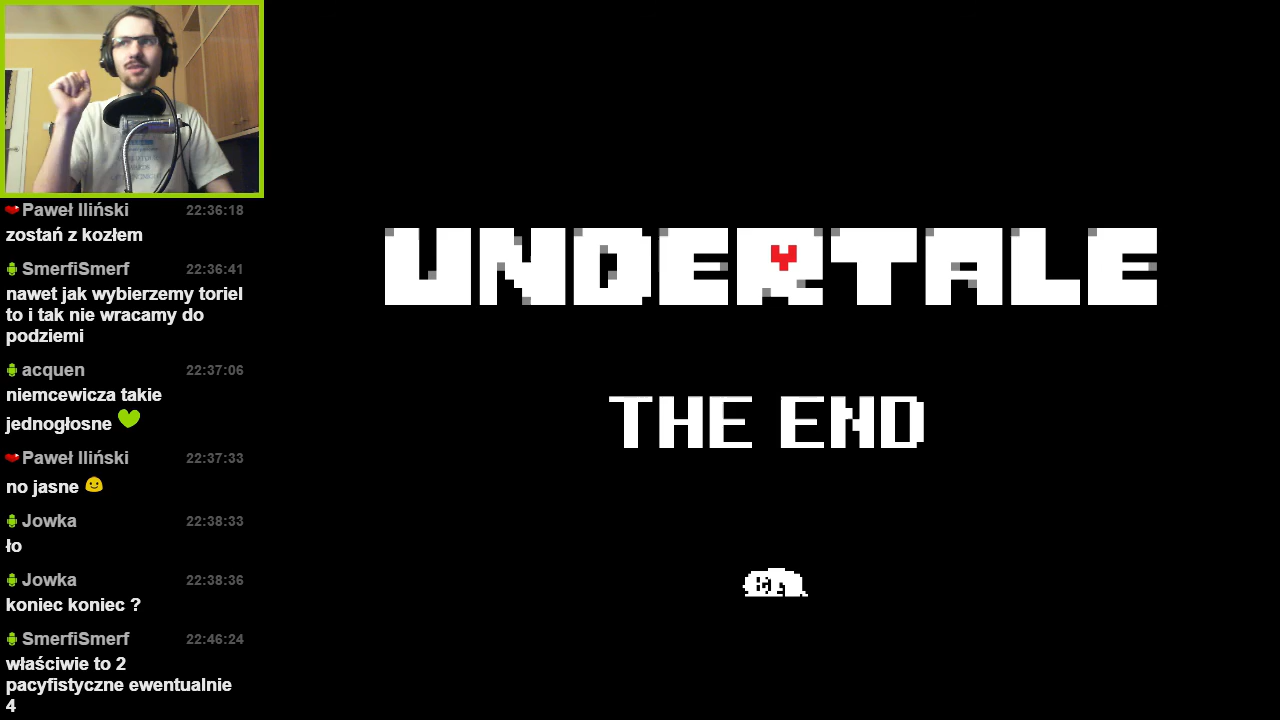 Paweł Iliński 22:36:18
zostań z kozłem
SmerfiSmerf 22:36:41
nawet jak wybierzemy toriel
to i tak nie wracamy do
podziemi
acquen 22:37:06
niemcewicza takie
jednogłosne
Paweł Iliński 22:37:33
no jasne
Jowka 22:38:33
ło
Jowka 22:38:36
koniec koniec ?
SmerfiSmerf 22:46:24
właściwie to 2
pacyfistyczne ewentualnie
4
UNDERTALE
THE END